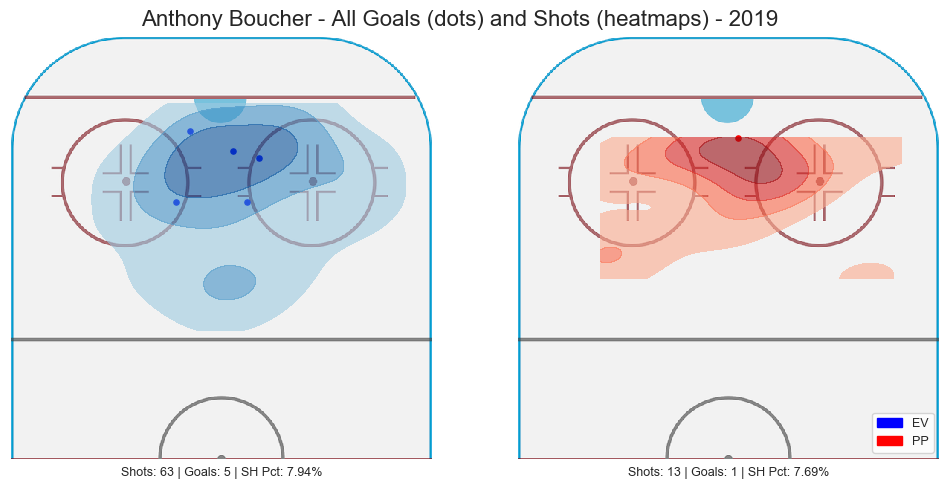 Anthony Boucher - All Goals (dots) and Shots (heatmaps) - 2019
EV
PP
Shots: 63 | Goals: 5 | SH Pct: 7.94%
Shots: 13 | Goals: 1 | SH Pct: 7.69%